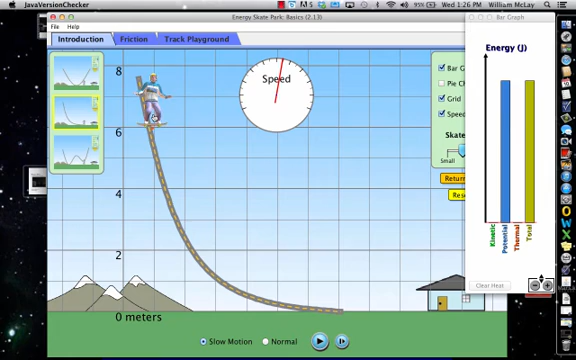 JavaVersionChecker
95%
Wed 1:26 PM William McLay
Energy Skate Park: Basics (2.13)
Bar Graph
File Help
Introduction Friction Track Playground
Energy (J)
8
6
4
2
0 meters
Speed
Bar G
Pie Ch
Grid
Speed
Skate
Small
Return
Res
Kinetic
Potential
Thermal
Total
Clear Heat
Slow Motion Normal